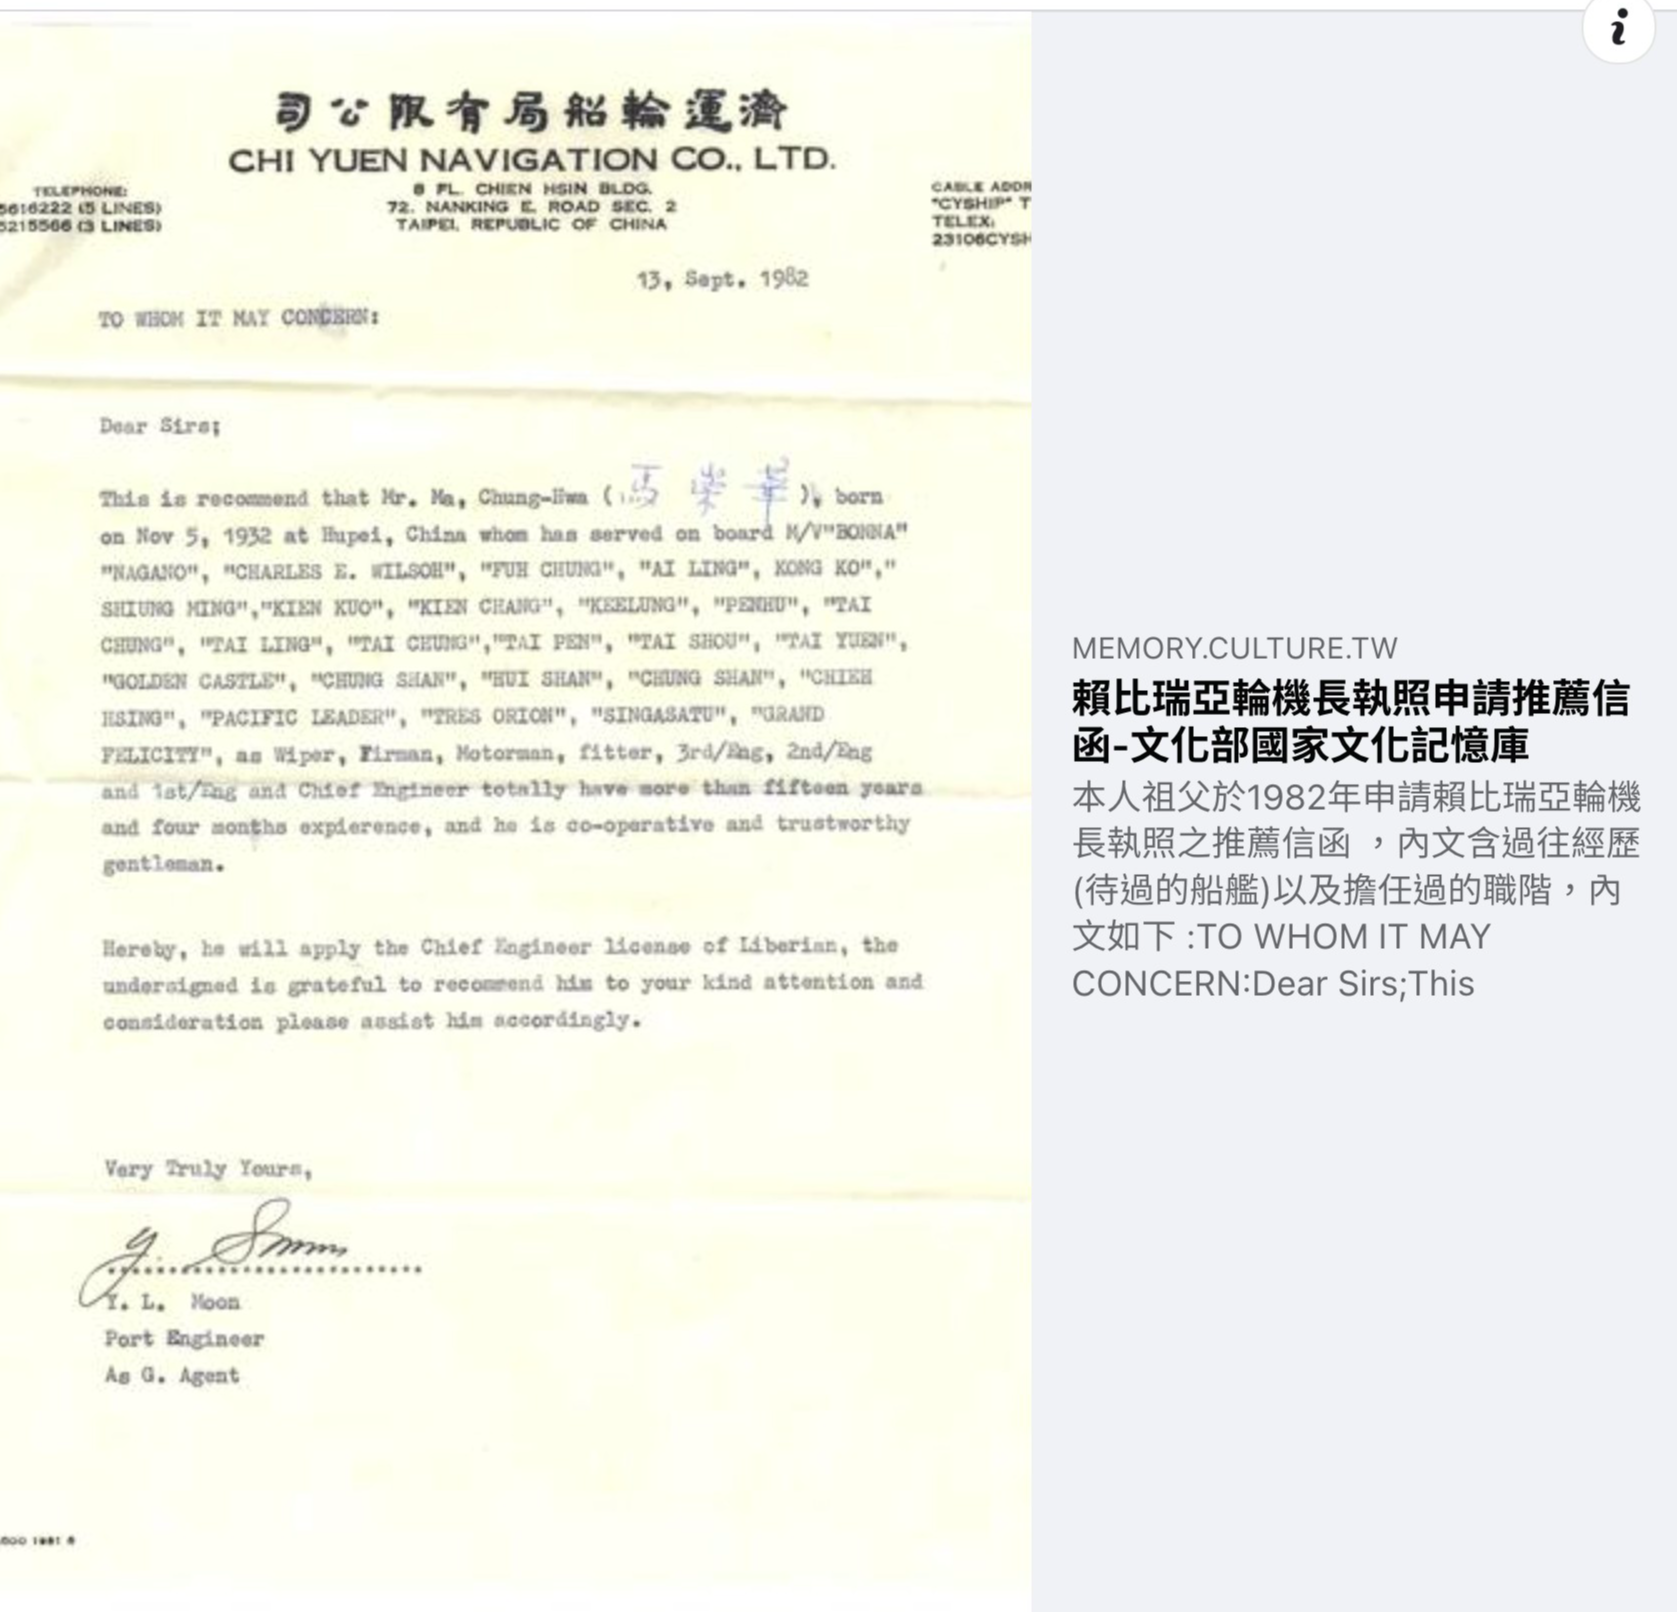 司公限有局船輪運濟
CHI YUEN NAVIGATION CO., LTD.
8 FL. CHIEN HSIN BLDG.
72. NANKING E. ROAD SEC. 2
TAIPEI, REPUBLIC OF CHINA
TELEPHONE:
5616222 (5 LINES)
5215566 (3 LINES)
CABLE ADDR
"CYSHIP" T
TELEX:
23106CYSH
13, Sept. 1982
TO WHOM IT MAY CONCERN:
Dear Sirs;
This is recommend that Mr. Ma, Chung-Hwa (馬崇華), born
on Nov 5, 1932 at Hupei, China whom has served on board M/V"BONNA"
"NAGANO", "CHARLES E. WILSOH", "FUH CHUNG", "AI LING", KONG KO","
SHIUNG MING","KIEN KUO", "KIEN CHANG", "KEELUNG", "PENHU", "TAI
CHUNG", "TAI LING", "TAI CHUNG","TAI PEN", "TAI SHOU", "TAI YUEN",
"GOLDEN CASTLE", "CHUNG SHAN", "HUI SHAN", "CHUNG SHAN", "CHIEH
HSING", "PACIFIC LEADER", "TRES ORION", "SINGASATU", "GRAND
FELICITY", as Wiper, Firman, Motorman, fitter, 3rd/Eng, 2nd/Eng
and 1st/Eng and Chief Engineer totally have more than fifteen years
and four months expierence, and he is co-operative and trustworthy
gentleman.
Hereby, he will apply the Chief Engineer license of Liberian, the
undersigned is grateful to recommend him to your kind attention and
consideration please assist him accordingly.
Very Truly Yours,
Y. L. Moon
Port Engineer
As G. Agent
MEMORY.CULTURE.TW
賴比瑞亞輪機長執照申請推薦信
函-文化部國家文化記憶庫
本人祖父於1982年申請賴比瑞亞輪機
長執照之推薦信函 ，內文含過往經歷
(待過的船艦)以及擔任過的職階，內
文如下 :TO WHOM IT MAY
CONCERN:Dear Sirs;This